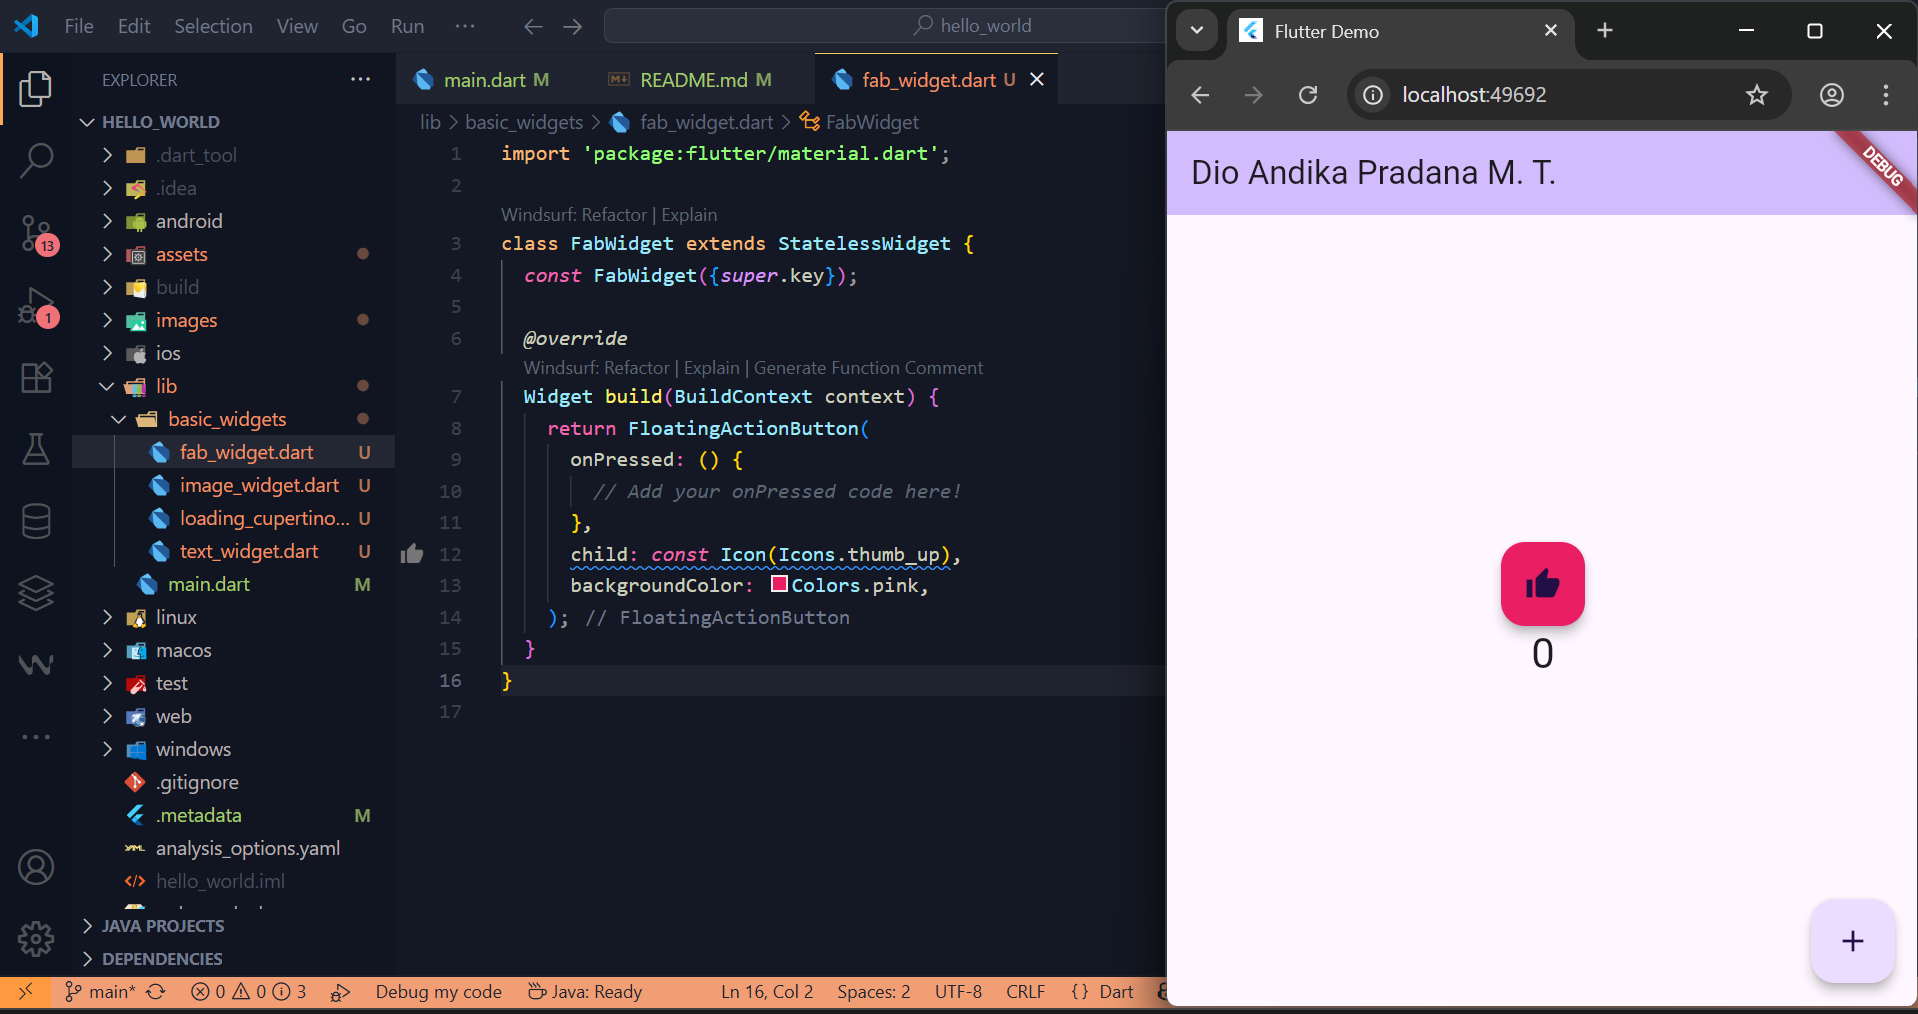 File Edit Selection View Go Run ··· hello_world
EXPLORER ···
HELLO_WORLD
.dart_tool
.idea
android
assets
build
images
ios
lib
basic_widgets
fab_widget.dart U
image_widget.dart U
loading_cupertino... U
text_widget.dart U
main.dart M
linux
macos
test
web
windows
.gitignore
.metadata M
analysis_options.yaml
hello_world.iml
JAVA PROJECTS
DEPENDENCIES
13
1
main.dart M README.md M fab_widget.dart U
lib > basic_widgets > fab_widget.dart > FabWidget
1 import 'package:flutter/material.dart';
2
Windsurf: Refactor | Explain
3 class FabWidget extends StatelessWidget {
4 const FabWidget({super.key});
5
6 @override
Windsurf: Refactor | Explain | Generate Function Comment
7 Widget build(BuildContext context) {
8 return FloatingActionButton(
9 onPressed: () {
10 // Add your onPressed code here!
11 },
12 child: const Icon(Icons.thumb_up),
13 backgroundColor: Colors.pink,
14 ); // FloatingActionButton
15 }
16 }
17
main* 0 0 3 Debug my code Java: Ready Ln 16, Col 2 Spaces: 2 UTF-8 CRLF {} Dart
Flutter Demo
localhost:49692
Dio Andika Pradana M. T.
DEBUG
0